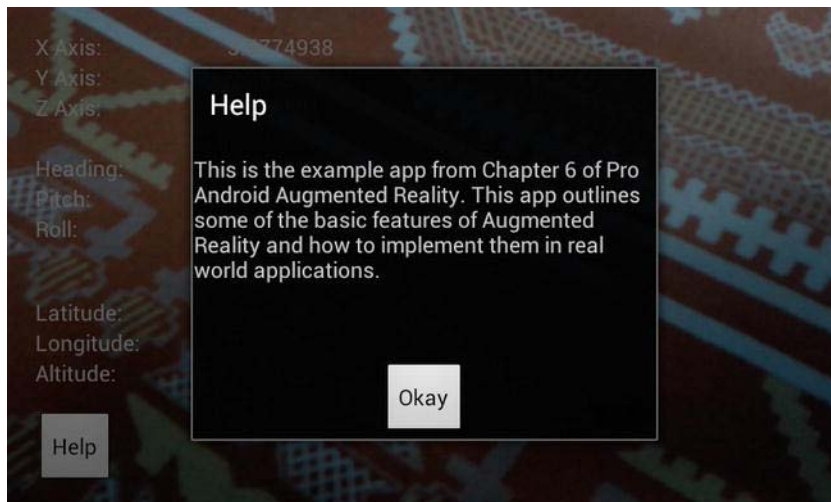 X Axis:
Y Axis:
Z Axis:
Heading:
Pitch:
Roll:
Latitude:
Longitude:
Altitude:
Help
Help
This is the example app from Chapter 6 of Pro
Android Augmented Reality. This app outlines
some of the basic features of Augmented
Reality and how to implement them in real
world applications.
Okay